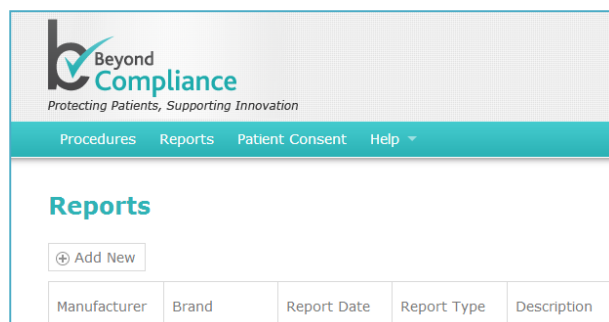 Beyond
Compliance
Protecting Patients, Supporting Innovation
Procedures Reports Patient Consent Help
Reports
Add New
Manufacturer Brand Report Date Report Type Description